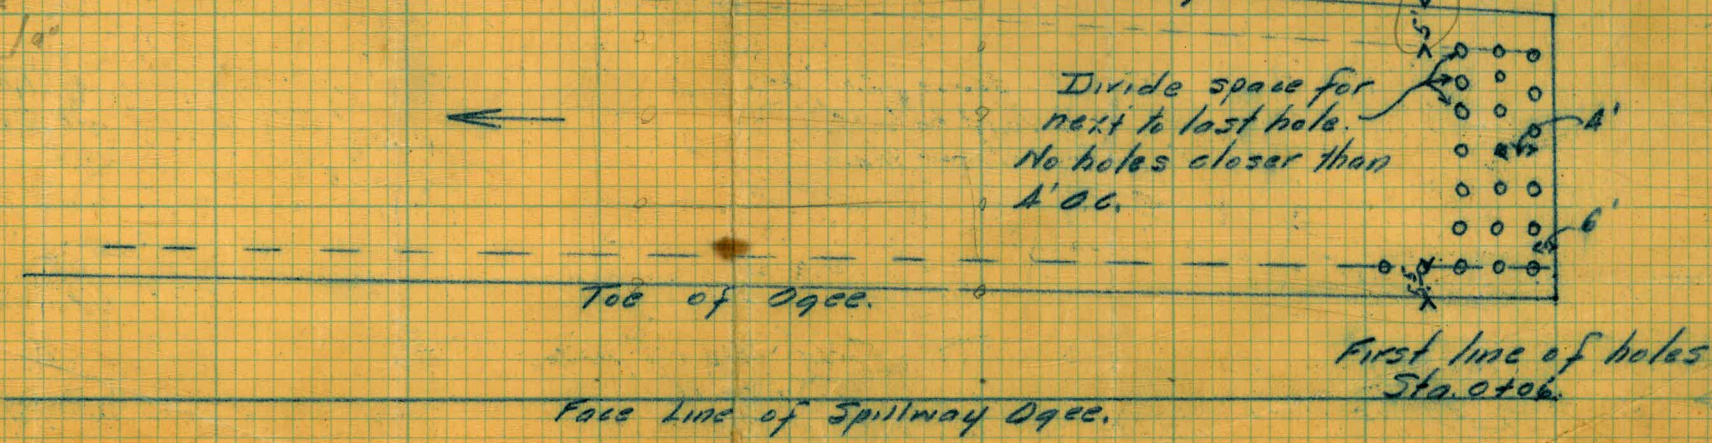 Divide space for
next to last hole.
No holes closer than
4' O.C.
4'
6'
Toe of Ogee.
First line of holes
Sta. 0+06.
Face Line of Spillway Ogee.